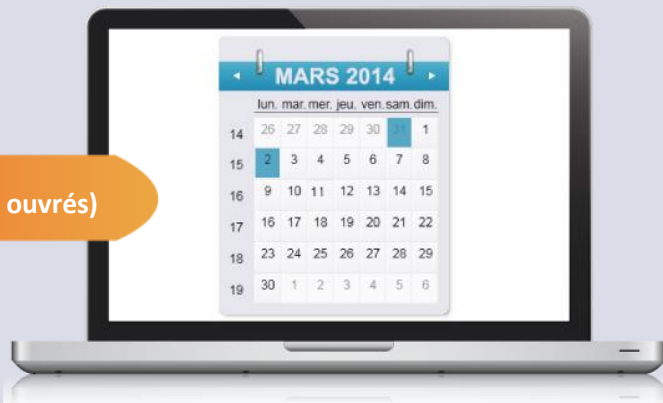 MARS 2014
lun. mar. mer. jeu. ven. sam. dim.
14 26 27 28 29 30 31 1
15 2 3 4 5 6 7 8
ouvrés)
16 9 10 11 12 13 14 15
17 16 17 18 19 20 21 22
18 23 24 25 26 27 28 29
19 30 1 2 3 4 5 6